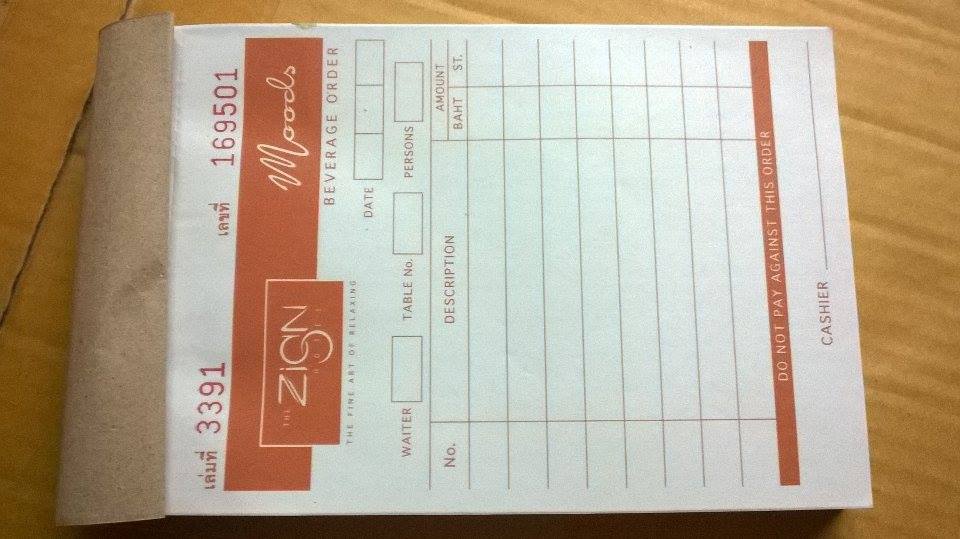 เล่มที่ 3391 เลขที่ 169501
THE
ZIGN
HOTEL
THE FINE ART OF RELAXING
Moods
BEVERAGE ORDER
DATE
WAITER TABLE No. PERSONS
No. DESCRIPTION AMOUNT
BAHT ST.
DO NOT PAY AGAINST THIS ORDER
CASHIER